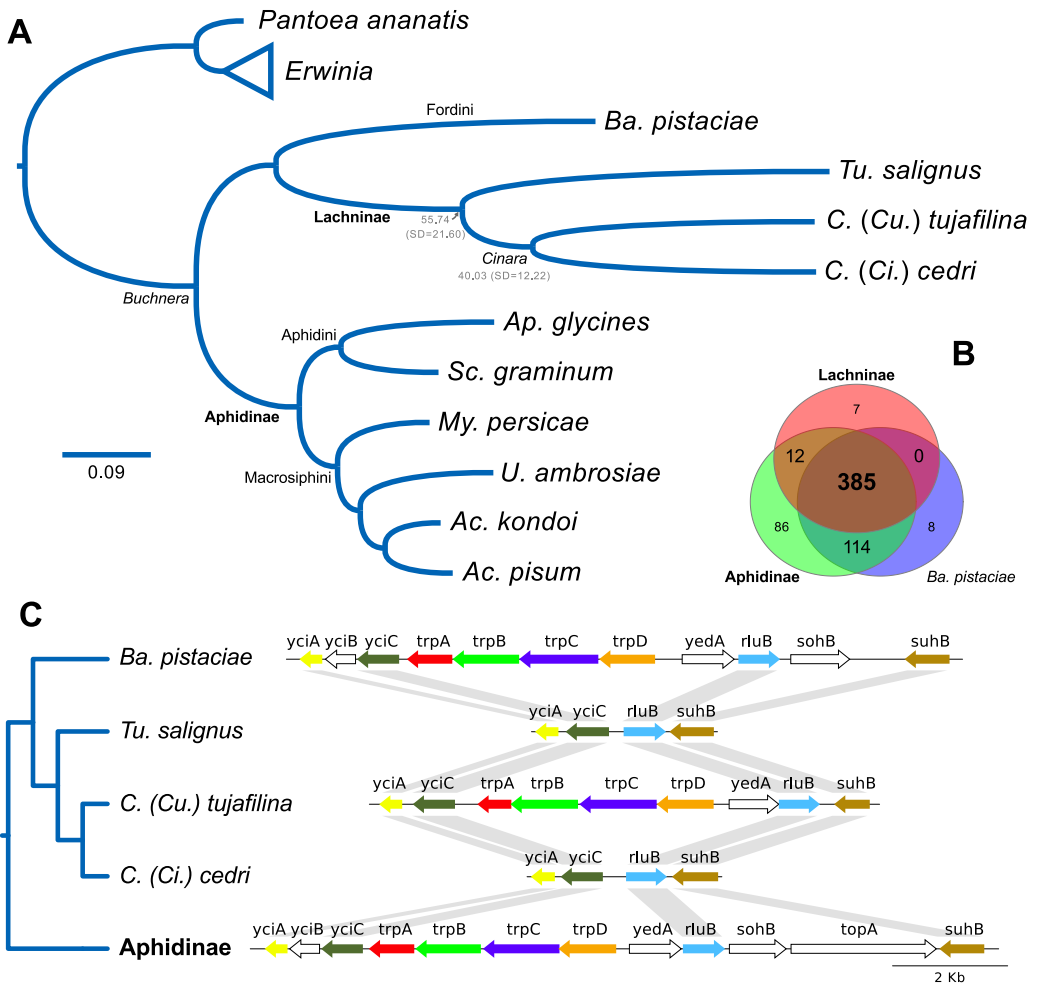 A
Pantoea ananatis
Erwinia
Fordini
Ba. pistaciae
Tu. salignus
Lachninae
55.74
(SD=21.60)
C. (Cu.) tujafilina
Cinara
40.03 (SD=12.22)
C. (Ci.) cedri
Buchnera
Ap. glycines
Aphidini
Sc. graminum
Aphidinae
My. persicae
Macrosiphini
U. ambrosiae
Ac. kondoi
Ac. pisum
0.09
B
Lachninae
7
12
0
385
86
8
114
Aphidinae
Ba. pistaciae
C
Ba. pistaciae
yciA yciB yciC trpA trpB trpC trpD yedA rluB sohB suhB
Tu. salignus
yciA yciC rluB suhB
C. (Cu.) tujafilina
yciA yciC trpA trpB trpC trpD yedA rluB suhB
C. (Ci.) cedri
yciA yciC rluB suhB
Aphidinae
yciA yciB yciC trpA trpB trpC trpD yedA rluB sohB topA suhB
2 Kb